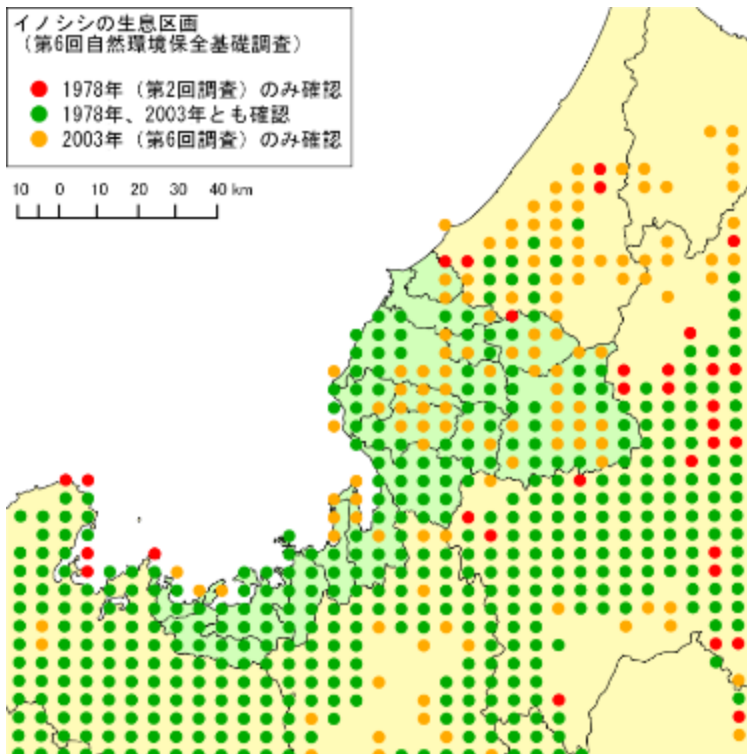 イノシシの生息区画
（第6回自然環境保全基礎調査）
1978年（第2回調査）のみ確認
1978年、2003年とも確認
2003年（第6回調査）のみ確認
10 0 10 20 30 40 km